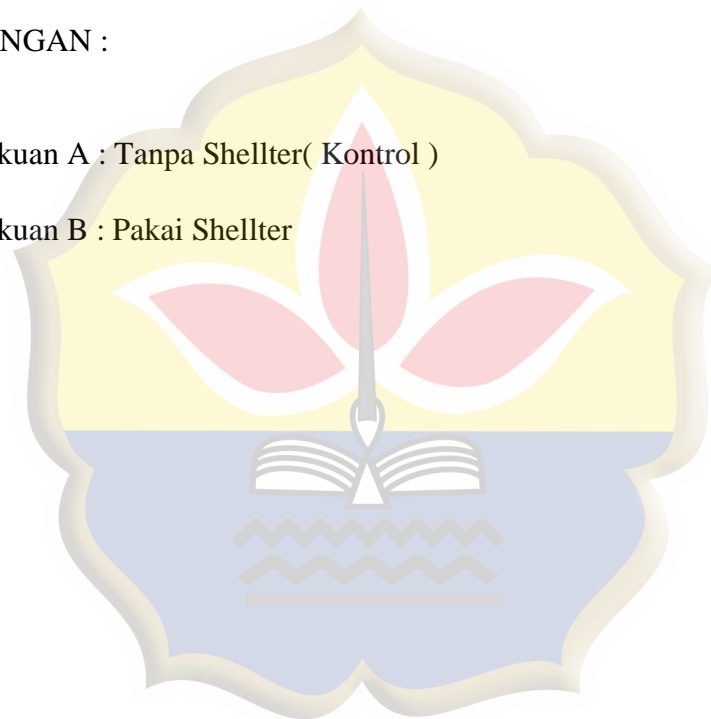 NGAN :
kuan A : Tanpa Shellter( Kontrol )
kuan B : Pakai Shellter